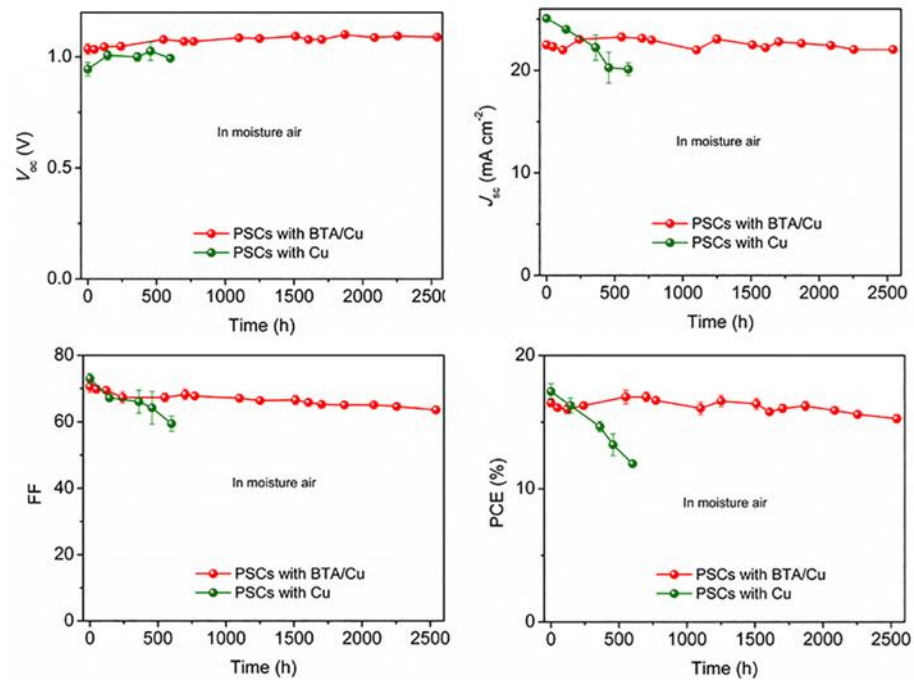 V_oc (V)
1.0
0.5
0.0
In moisture air
PSCs with BTA/Cu
PSCs with Cu
0 500 1000 1500 2000 2500
Time (h)
J_sc (mA cm⁻²)
20
10
0
In moisture air
PSCs with BTA/Cu
PSCs with Cu
0 500 1000 1500 2000 2500
Time (h)
FF
80
60
40
20
0
In moisture air
PSCs with BTA/Cu
PSCs with Cu
0 500 1000 1500 2000 2500
Time (h)
PCE (%)
20
15
10
5
0
In moisture air
PSCs with BTA/Cu
PSCs with Cu
0 500 1000 1500 2000 2500
Time (h)